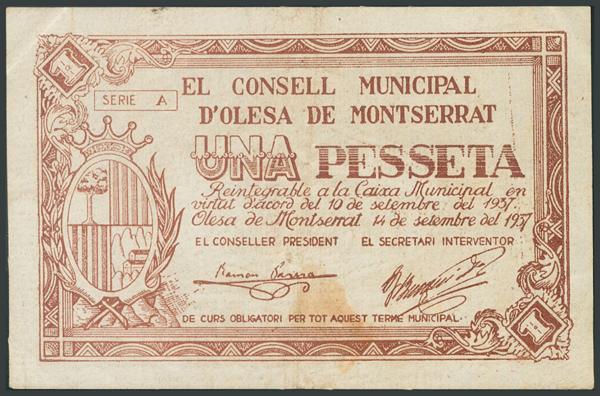 1
SERIE A
EL CONSELL MUNICIPAL
D'OLESA DE MONTSERRAT
UNA PESSETA
Reintegrable a la Caixa Municipal en
virtut d'acord del 10 de setembre del 1937.
Olesa de Montserrat 14 de setembre del 1937
EL CONSELLER PRESIDENT EL SECRETARI INTERVENTOR
Ramon
DE CURS OBLIGATORI PER TOT AQUEST TERME MUNICIPAL.
1